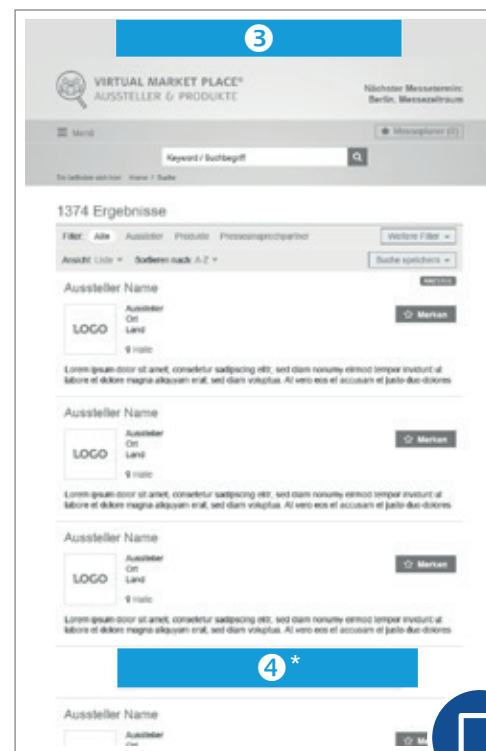 3
VIRTUAL MARKET PLACE®
AUSSTELLER & PRODUKTE
Nächster Messetermin:
Berlin, Messezeitraum
Menü
Messeplaner (0)
Keyword / Suchbegriff
Sie befinden sich hier: Home / Suche
1374 Ergebnisse
Filter: Alle Aussteller Produkte Presseansprechpartner Weitere Filter
Ansicht: Liste Sortieren nach: A-Z Suche speichern
Aussteller Name
ANZEIGE
LOGO
Aussteller
Ort
Land
Halle
Merken
Lorem ipsum dolor sit amet, consetetur sadipscing elitr, sed diam nonumy eirmod tempor invidunt ut
labore et dolore magna aliquyam erat, sed diam voluptua. At vero eos et accusam et justo duo dolores
Aussteller Name
LOGO
Aussteller
Ort
Land
Halle
Merken
Lorem ipsum dolor sit amet, consetetur sadipscing elitr, sed diam nonumy eirmod tempor invidunt ut
labore et dolore magna aliquyam erat, sed diam voluptua. At vero eos et accusam et justo duo dolores
Aussteller Name
LOGO
Aussteller
Ort
Land
Halle
Merken
Lorem ipsum dolor sit amet, consetetur sadipscing elitr, sed diam nonumy eirmod tempor invidunt ut
labore et dolore magna aliquyam erat, sed diam voluptua. At vero eos et accusam et justo duo dolores
4 *
Aussteller Name
Aussteller
Ort